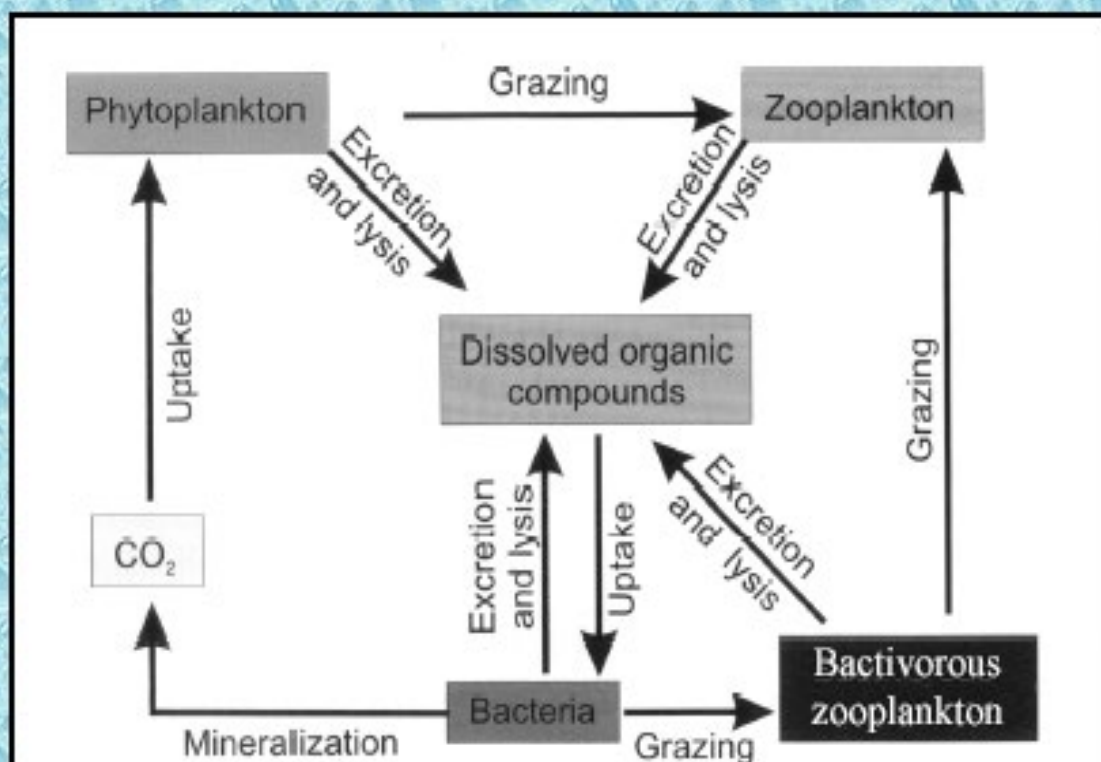 Phytoplankton
Grazing
Zooplankton
Excretion
and lysis
Excretion
and lysis
Dissolved organic
compounds
Uptake
Grazing
CO₂
Excretion
and lysis
Uptake
Excretion
and lysis
Bacteria
Bactivorous
zooplankton
Mineralization
Grazing